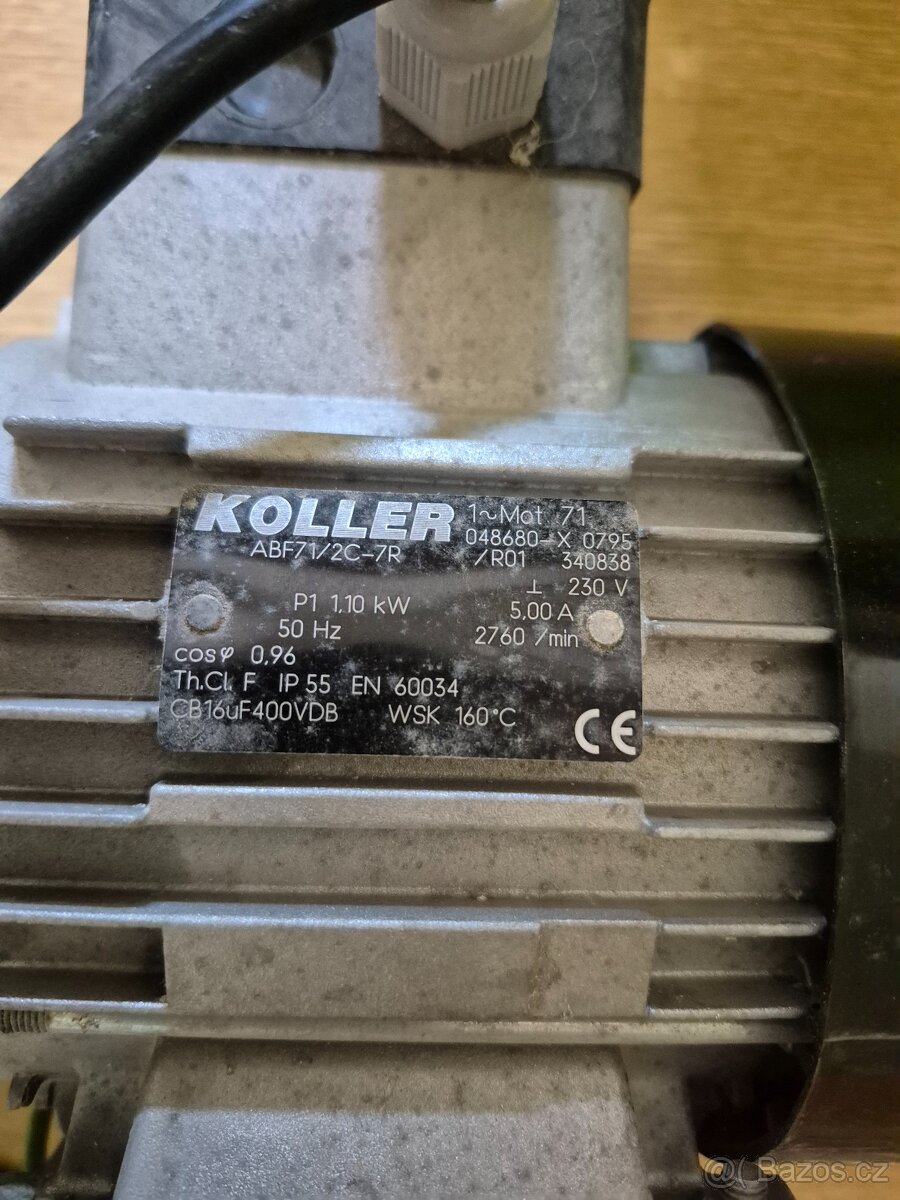 KOLLER 1~Mot 71
048680-X 0795
ABF71/2C-7R /R01 340838
⊥ 230 V
P1 1,10 kW 5,00 A
50 Hz 2760 /min
cosφ 0,96
Th.Cl. F IP 55 EN 60034
CB16uF400VDB WSK 160°C
CE
@ Bazos.cz